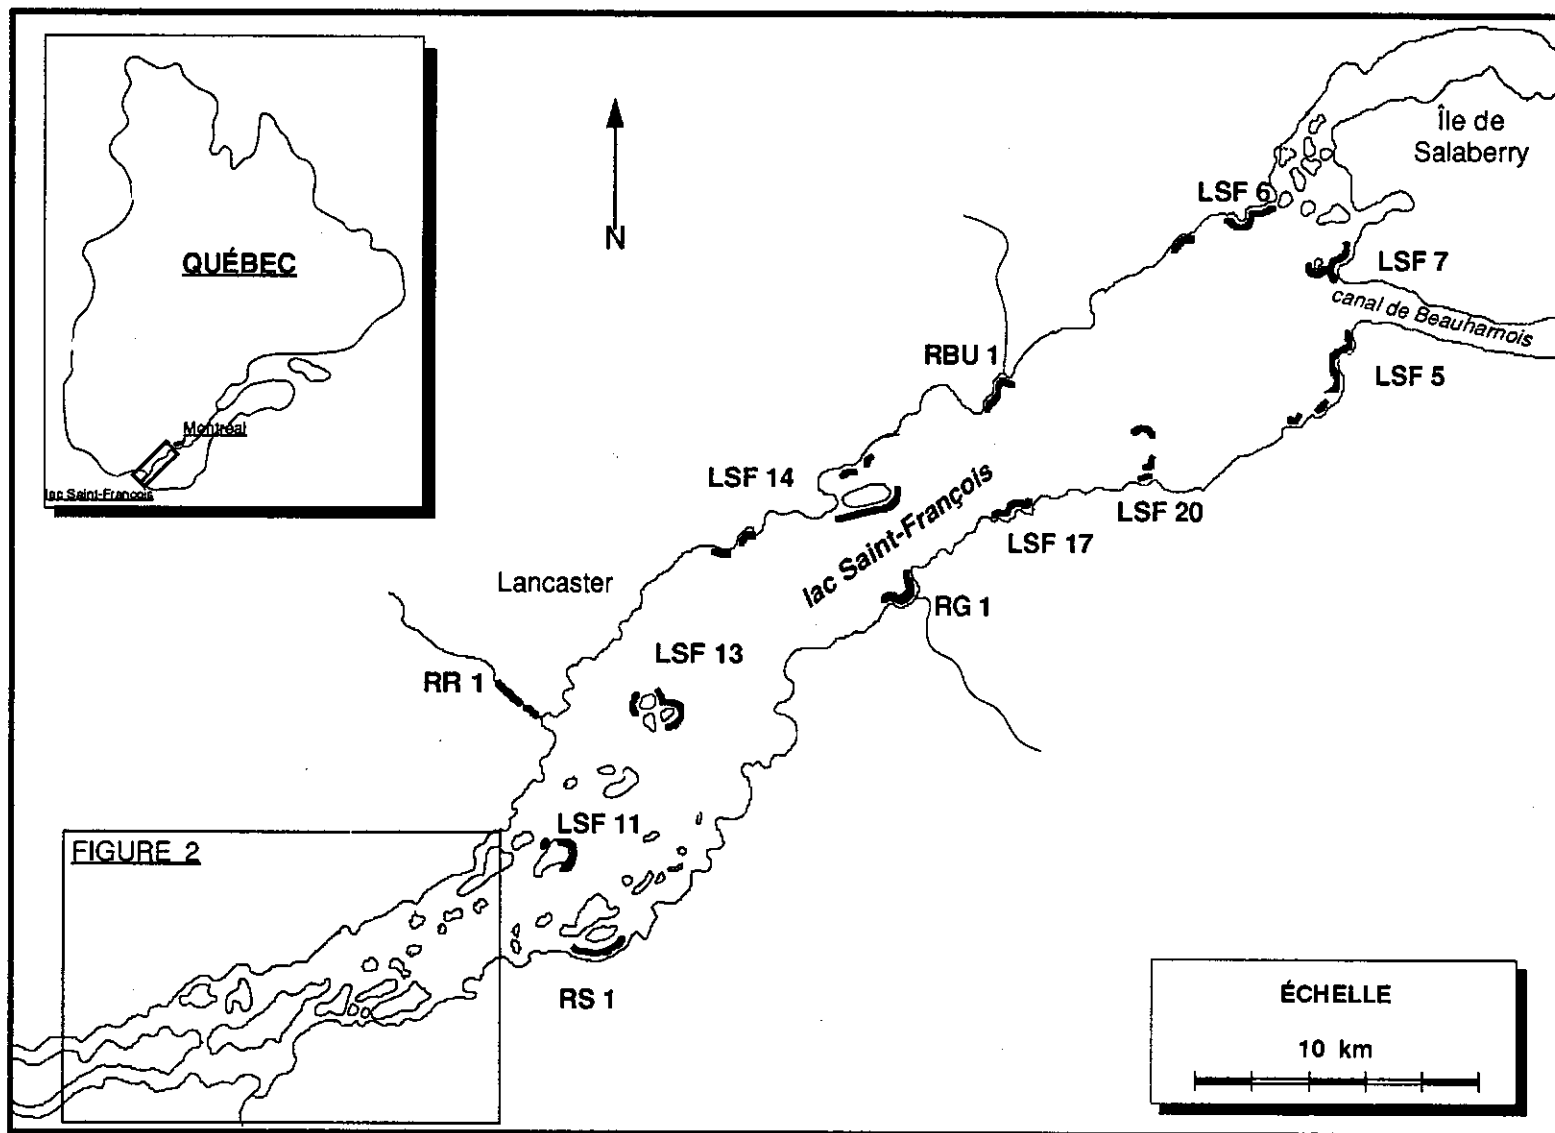 QUÉBEC
Montréal
lac Saint-François
N
Île de
Salaberry
LSF 6
LSF 7
canal de Beauharnois
RBU 1
LSF 5
LSF 14
lac Saint-François
LSF 20
LSF 17
Lancaster
RG 1
LSF 13
RR 1
LSF 11
FIGURE 2
RS 1
ÉCHELLE
10 km